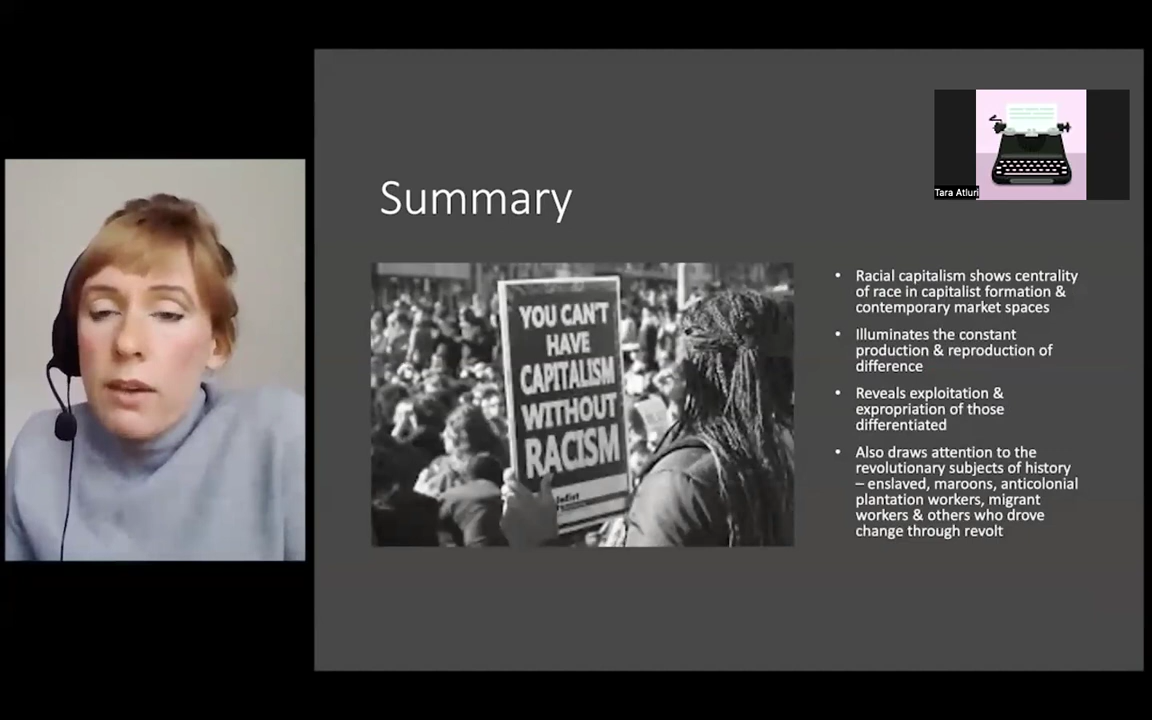 Summary
Tara Atluri
YOU CAN'T
HAVE
CAPITALISM
WITHOUT
RACISM
• Racial capitalism shows centrality
of race in capitalist formation &
contemporary market spaces
• Illuminates the constant
production & reproduction of
difference
• Reveals exploitation &
expropriation of those
differentiated
• Also draws attention to the
revolutionary subjects of history
– enslaved, maroons, anticolonial
plantation workers, migrant
workers & others who drove
change through revolt